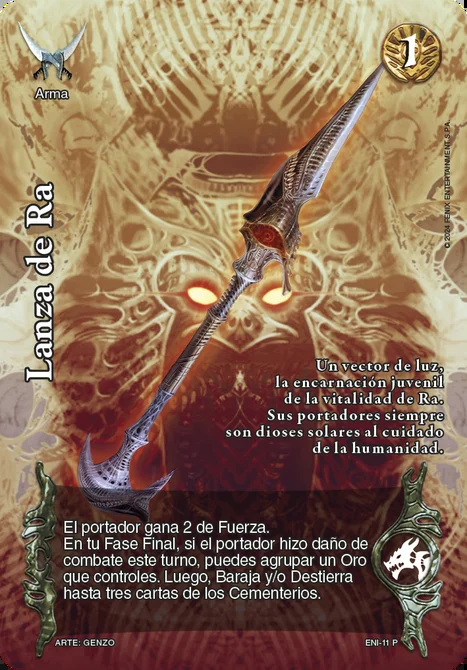 1
Arma
Lanza de Ra
© 2024 FENIX ENTERTAINMENT S.P.A.
Un vector de luz,
la encarnación juvenil
de la vitalidad de Ra.
Sus portadores siempre
son dioses solares al cuidado
de la humanidad.
El portador gana 2 de Fuerza.
En tu Fase Final, si el portador hizo daño de
combate este turno, puedes agrupar un Oro
que controles. Luego, Baraja y/o Destierra
hasta tres cartas de los Cementerios.
ARTE: GENZO
ENI-11 P